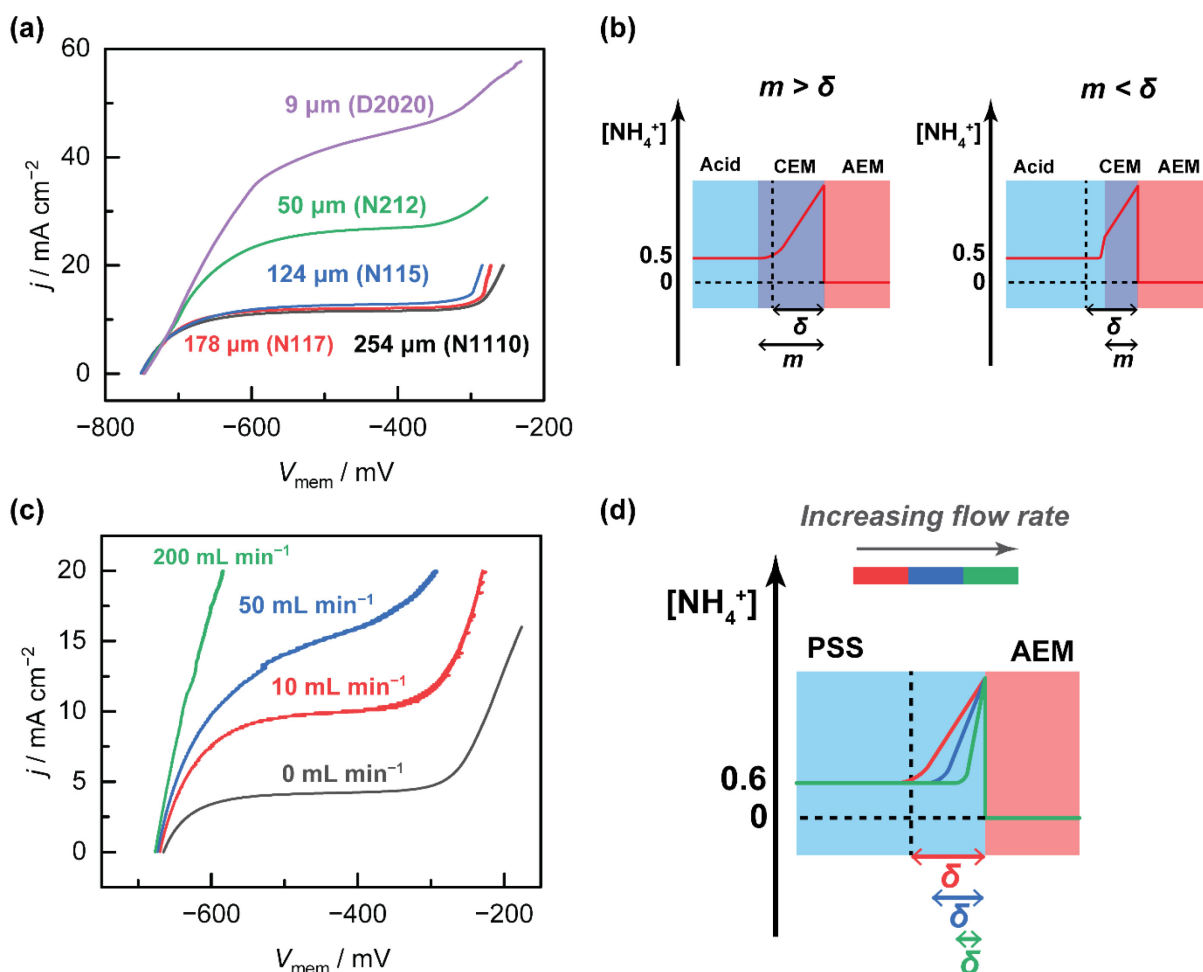 (a)
60
40
20
0
j / mA cm⁻²
9 μm (D2020)
50 μm (N212)
124 μm (N115)
178 μm (N117)
254 μm (N1110)
−800
−600
−400
−200
Vmem / mV
(b)
m > δ
m < δ
[NH₄⁺]
Acid
CEM
AEM
0.5
0
δ
m
[NH₄⁺]
Acid
CEM
AEM
0.5
0
δ
m
(c)
20
15
10
5
0
j / mA cm⁻²
200 mL min⁻¹
50 mL min⁻¹
10 mL min⁻¹
0 mL min⁻¹
−600
−400
−200
Vmem / mV
(d)
Increasing flow rate
[NH₄⁺]
PSS
AEM
0.6
0
δ
δ
δ